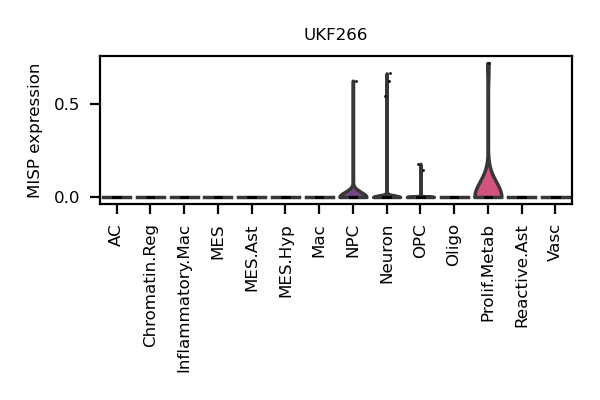 UKF266
MISP expression
0.5
0.0
AC
Chromatin.Reg
Inflammatory.Mac
MES
MES.Ast
MES.Hyp
Mac
NPC
Neuron
OPC
Oligo
Prolif.Metab
Reactive.Ast
Vasc